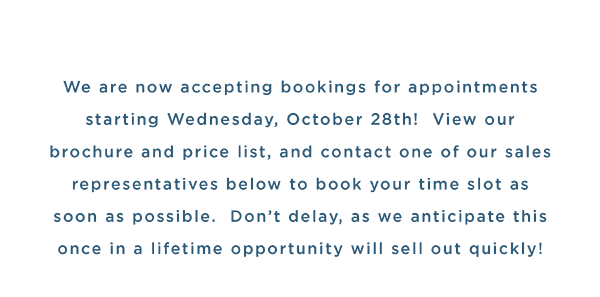 We are now accepting bookings for appointments
starting Wednesday, October 28th!  View our
brochure and price list, and contact one of our sales
representatives below to book your time slot as
soon as possible.  Don’t delay, as we anticipate this
once in a lifetime opportunity will sell out quickly!